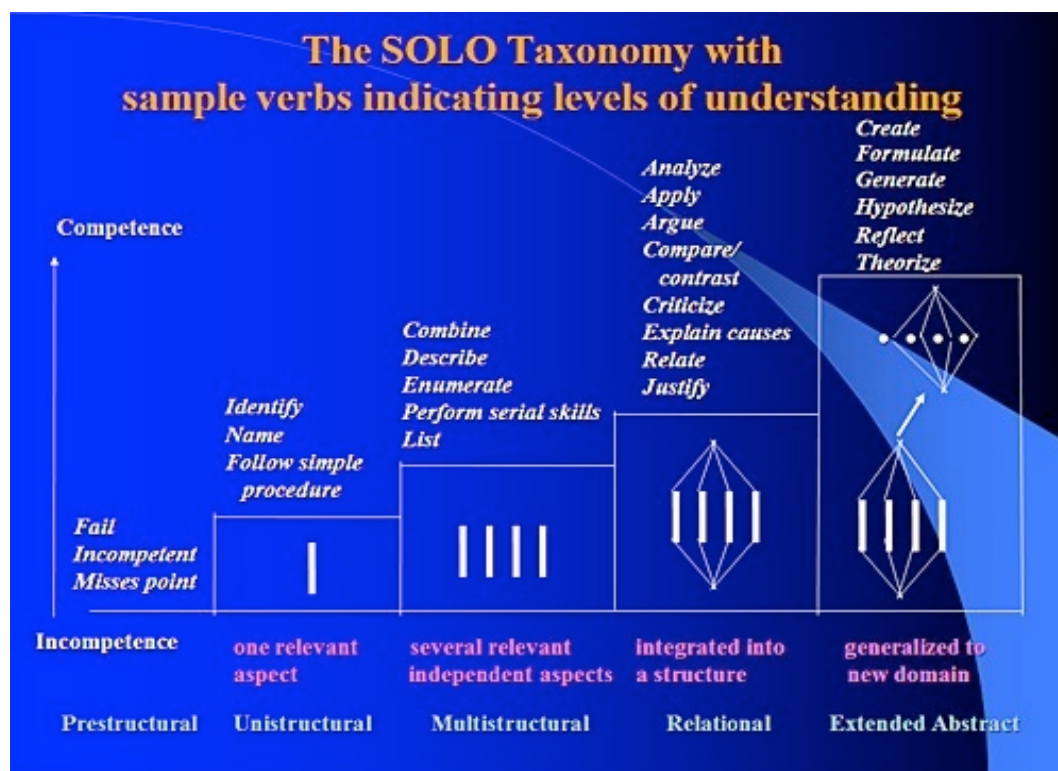 The SOLO Taxonomy with
sample verbs indicating levels of understanding
Competence
Fail
Incompetent
Misses point
Identify
Name
Follow simple
procedure
Combine
Describe
Enumerate
Perform serial skills
List
Analyze
Apply
Argue
Compare/
contrast
Criticize
Explain causes
Relate
Justify
Create
Formulate
Generate
Hypothesize
Reflect
Theorize
Incompetence
one relevant
aspect
several relevant
independent aspects
integrated into
a structure
generalized to
new domain
Prestructural
Unistructural
Multistructural
Relational
Extended Abstract